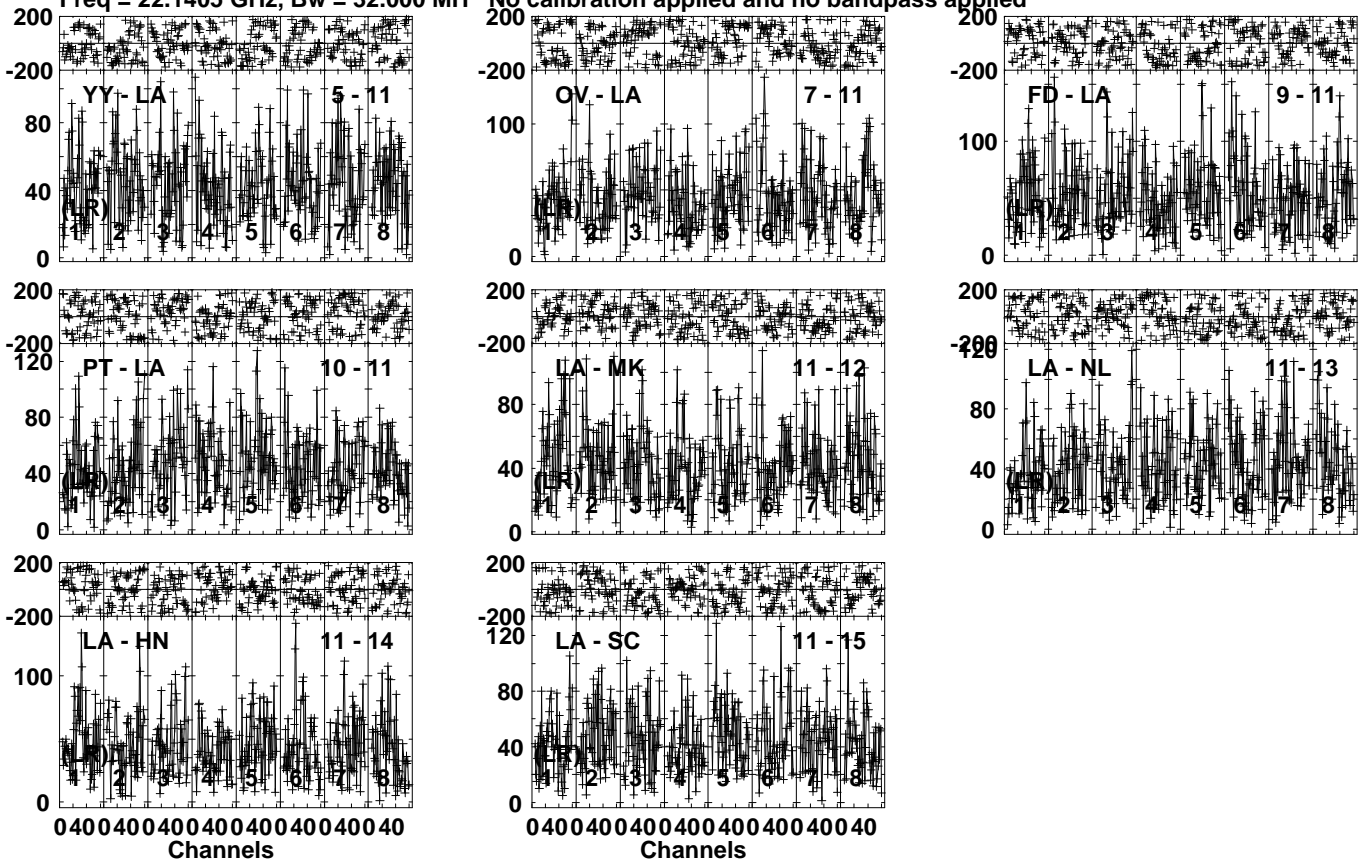 Freq = 22.1405 GHz, Bw = 32.000 MH No calibration applied and no bandpass applied
200 200 200
-200 -200 -200
YY - LA 5 - 11 OV - LA 7 - 11 FD - LA 9 - 11
80 100 100
40
(LR) (LR) (LR)
1 2 3 4 5 6 7 8 1 2 3 4 5 6 7 8 1 2 3 4 5 6 7 8
0 0 0
200 200 200
-200 -200 -200
120 120
PT - LA 10 - 11 LA - MK 11 - 12 LA - NL 11 - 13
80 80 80
40 40 40
(LR) (LR) (LR)
1 2 3 4 5 6 7 8 1 2 3 4 5 6 7 8 1 2 3 4 5 6 7 8
0 0 0
200 200
-200 -200
120
LA - HN 11 - 14 LA - SC 11 - 15
100 80
40
(LR) (LR)
1 2 3 4 5 6 7 8 1 2 3 4 5 6 7 8
0 0
0 40 0 40 0 40 0 40 0 40 0 40 0 40 0 40 0 40 0 40 0 40 0 40 0 40 0 40 0 40 0 40
Channels Channels